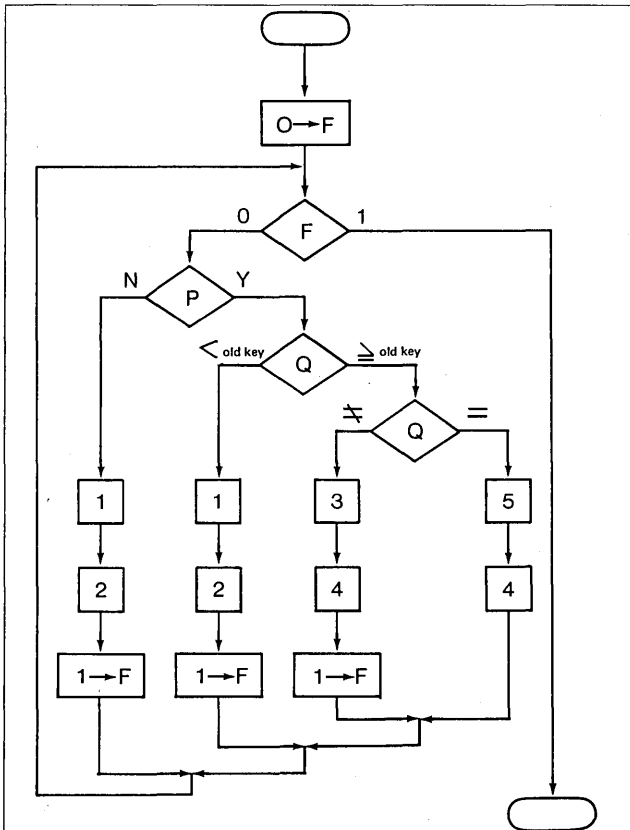 O→F
0 1
F
N Y
P
< old key ≧ old key
Q
≠ =
Q
1 1 3 5
2 2 4 4
1→F 1→F 1→F